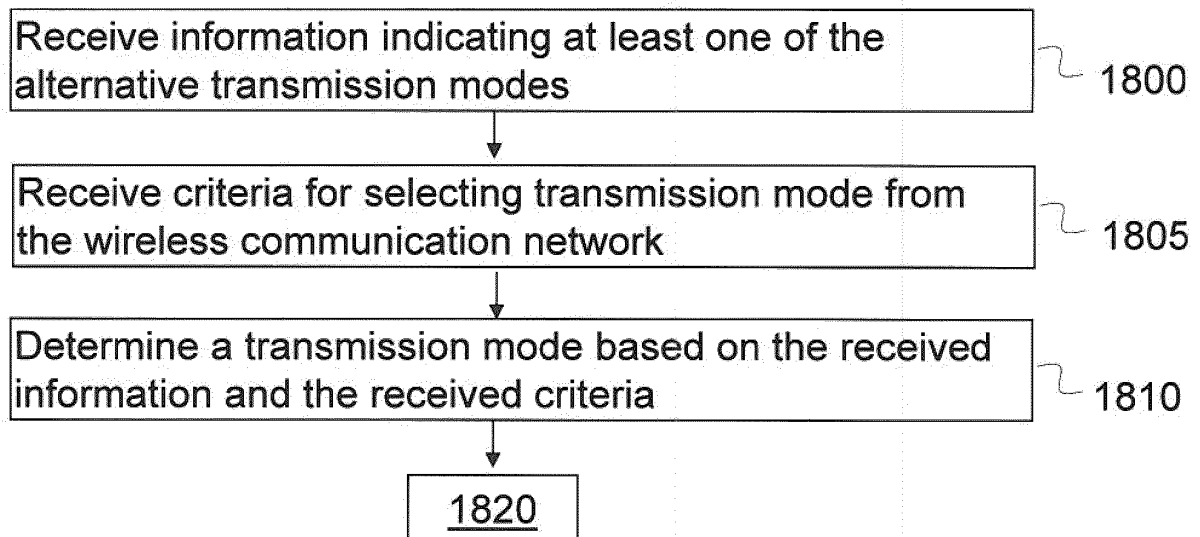 Receive information indicating at least one of the
alternative transmission modes
1800
Receive criteria for selecting transmission mode from
the wireless communication network
1805
Determine a transmission mode based on the received
information and the received criteria
1810
1820